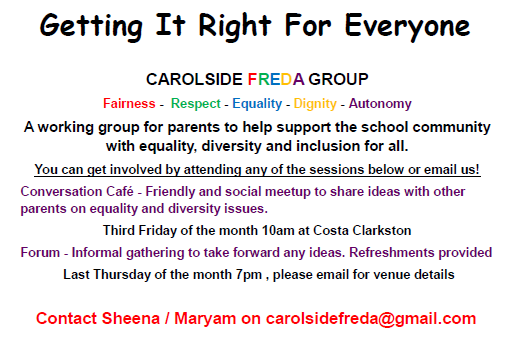 Getting It Right For Everyone
CAROLSIDE FREDA GROUP
Fairness - Respect - Equality - Dignity - Autonomy
A working group for parents to help support the school community
with equality, diversity and inclusion for all.
You can get involved by attending any of the sessions below or email us!
Conversation Café - Friendly and social meetup to share ideas with other
parents on equality and diversity issues.
Third Friday of the month 10am at Costa Clarkston
Forum - Informal gathering to take forward any ideas. Refreshments provided
Last Thursday of the month 7pm , please email for venue details
Contact Sheena / Maryam on carolsidefreda@gmail.com